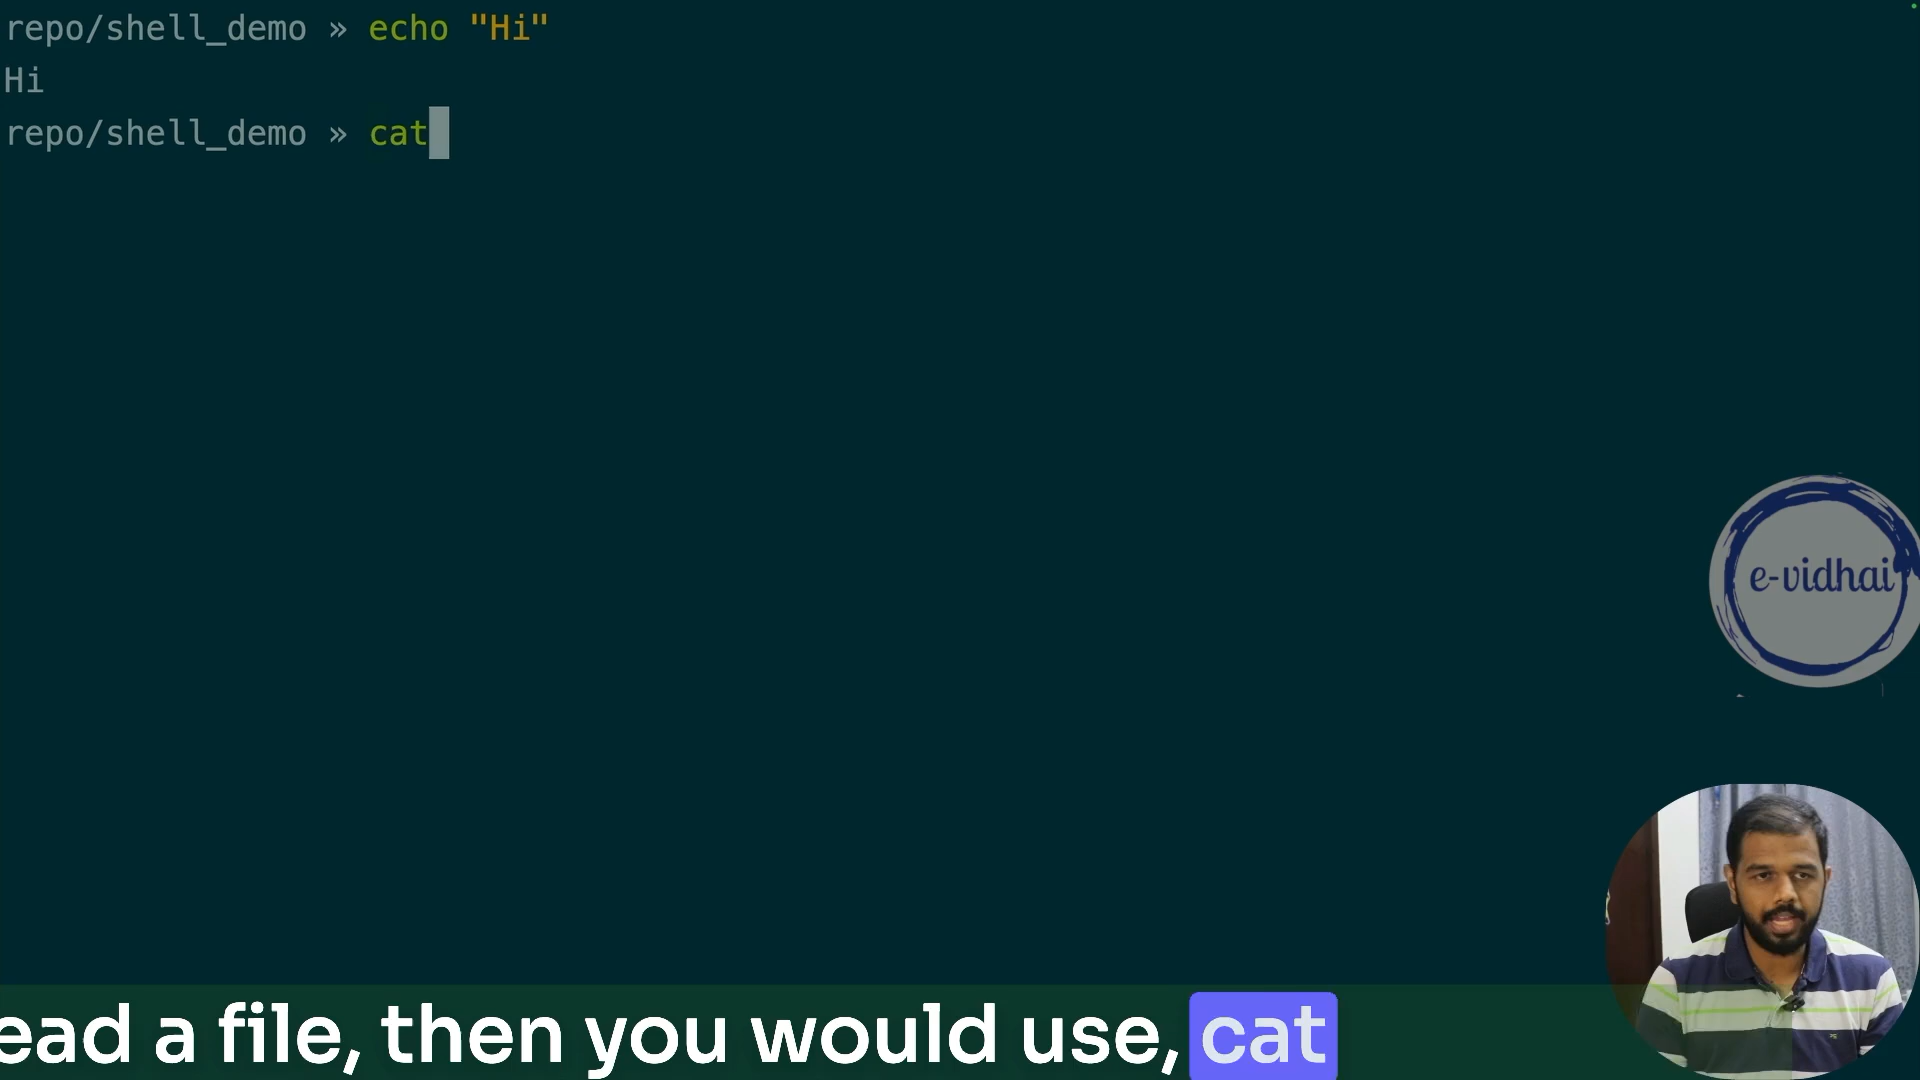 repo/shell_demo » echo "Hi"
Hi
repo/shell_demo » cat
e-vidhai
ead a file, then you would use, cat